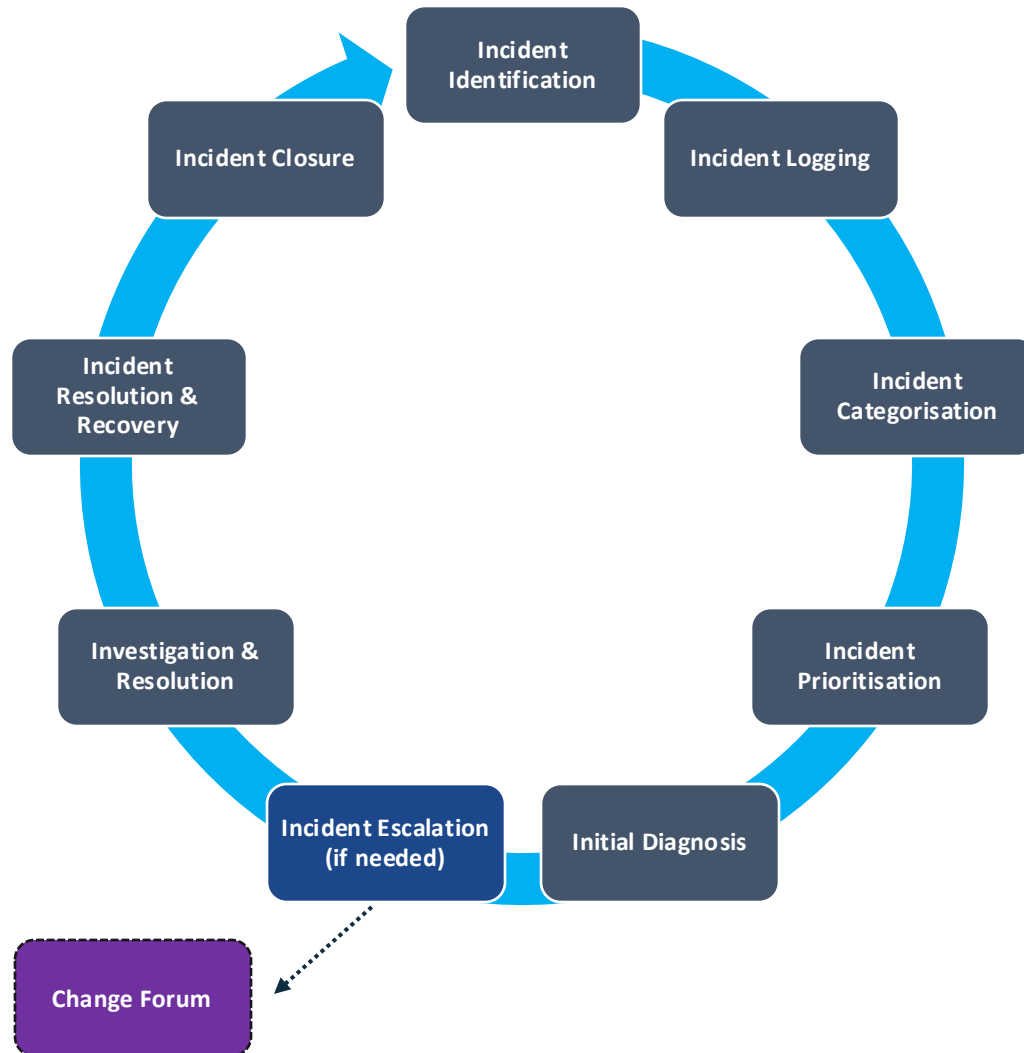 Incident
Identification
Incident Logging
Incident
Categorisation
Incident
Prioritisation
Initial Diagnosis
Incident Escalation
(if needed)
Change Forum
Investigation &
Resolution
Incident
Resolution &
Recovery
Incident Closure